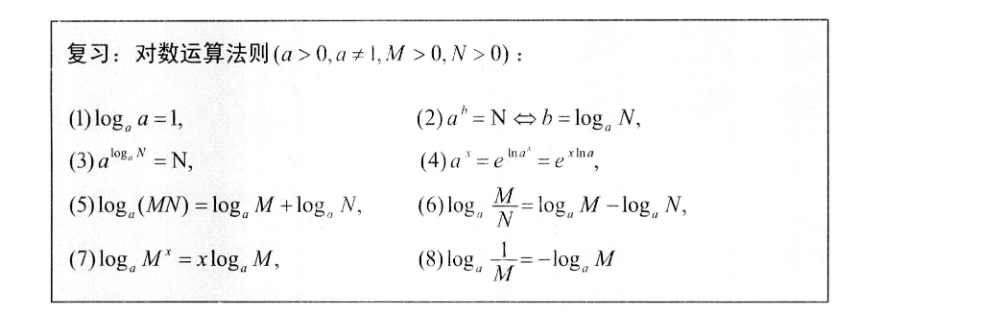 复习：对数运算法则(a > 0, a ≠ 1, M > 0, N > 0)：
(1) logₐ a = 1, (2) aᵇ = N ⇔ b = logₐ N,
(3) a^{logₐ N} = N, (4) aˣ = e^{ln aˣ} = e^{x ln a},
(5) logₐ (MN) = logₐ M + logₐ N, (6) logₐ M/N = logₐ M − logₐ N,
(7) logₐ Mˣ = x logₐ M, (8) logₐ 1/M = −logₐ M